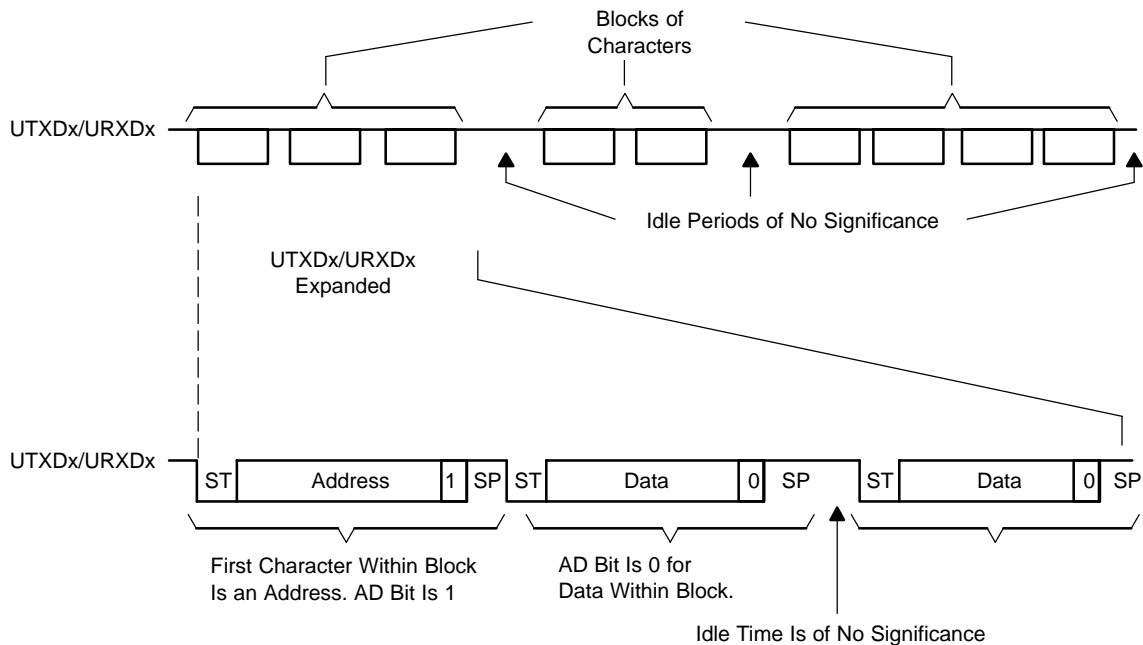 Blocks of
Characters
UTXDx/URXDx
Idle Periods of No Significance
UTXDx/URXDx
Expanded
UTXDx/URXDx
ST Address 1 SP ST Data 0 SP ST Data 0 SP
First Character Within Block
Is an Address. AD Bit Is 1
AD Bit Is 0 for
Data Within Block.
Idle Time Is of No Significance